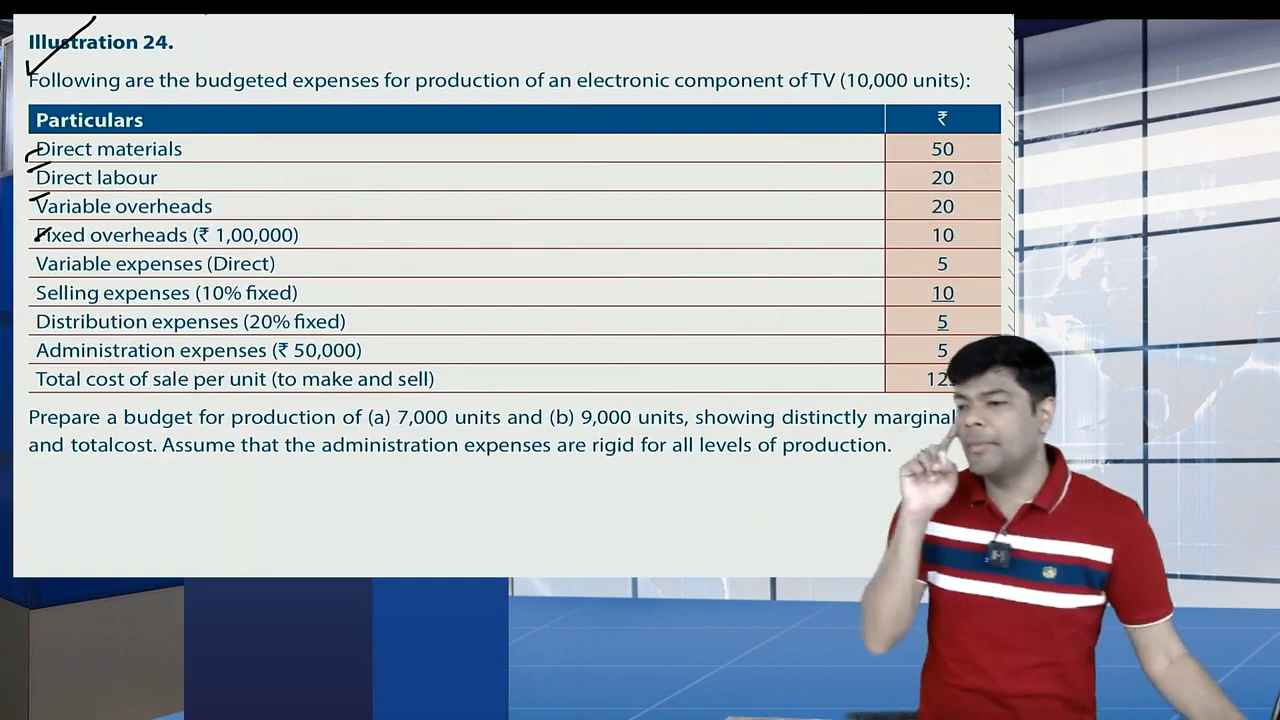 Illustration 24.
Following are the budgeted expenses for production of an electronic component of TV (10,000 units):
Particulars ₹
Direct materials 50
Direct labour 20
Variable overheads 20
Fixed overheads (₹ 1,00,000) 10
Variable expenses (Direct) 5
Selling expenses (10% fixed) 10
Distribution expenses (20% fixed) 5
Administration expenses (₹ 50,000) 5
Total cost of sale per unit (to make and sell)
Prepare a budget for production of (a) 7,000 units and (b) 9,000 units, showing distinctly marginal
and totalcost. Assume that the administration expenses are rigid for all levels of production.